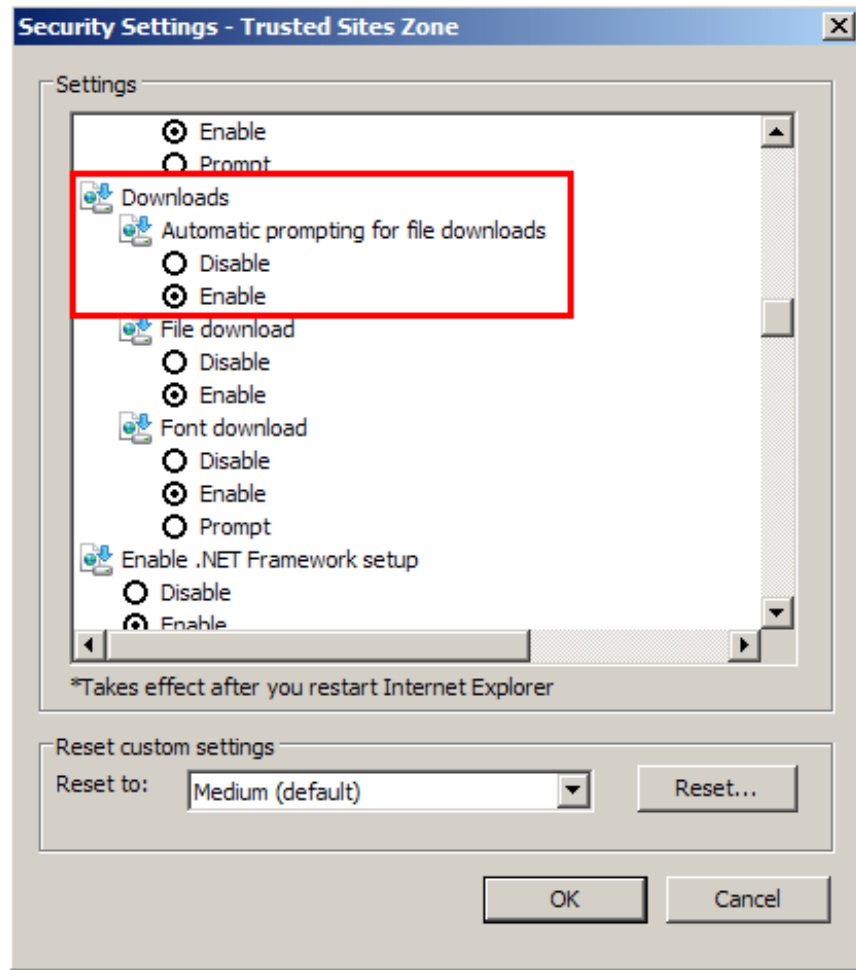 Security Settings - Trusted Sites Zone
Settings
Enable
Prompt
Downloads
Automatic prompting for file downloads
Disable
Enable
File download
Disable
Enable
Font download
Disable
Enable
Prompt
Enable .NET Framework setup
Disable
Enable
*Takes effect after you restart Internet Explorer
Reset custom settings
Reset to: Medium (default) Reset...
OK Cancel